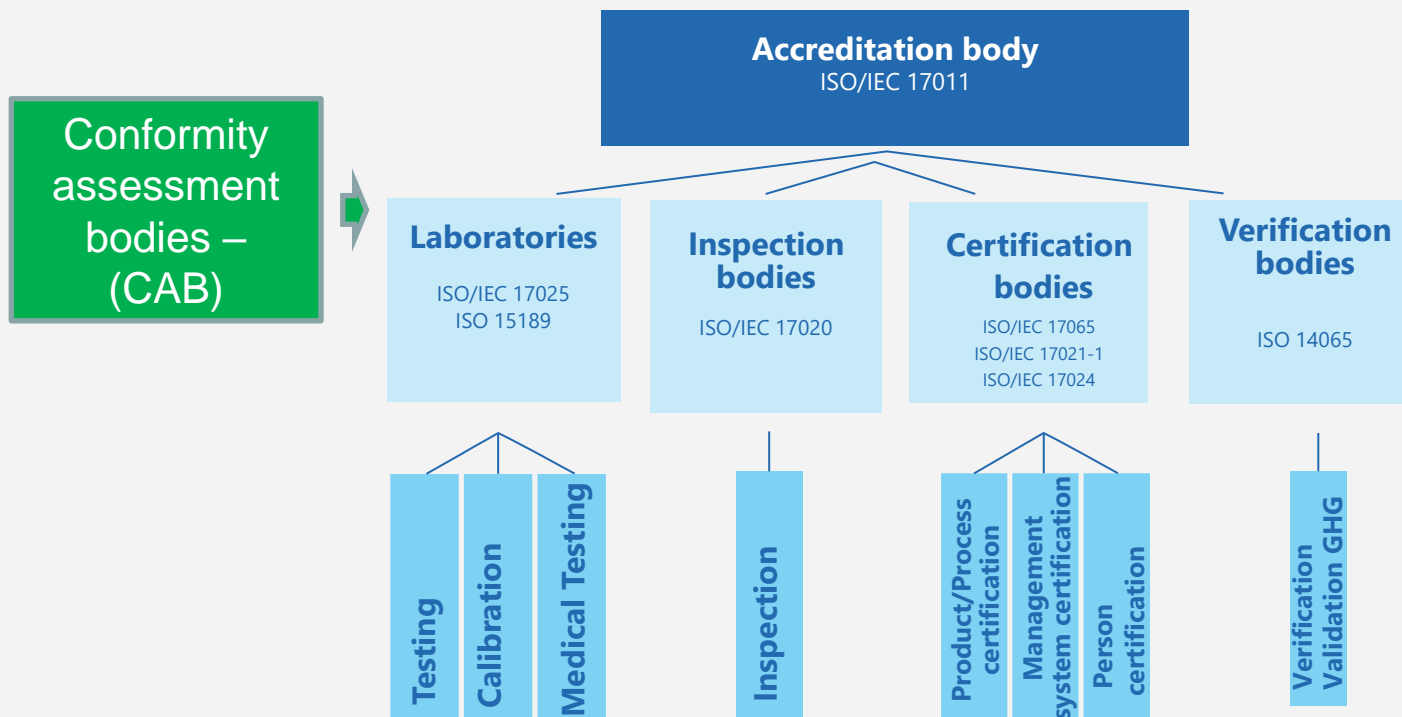 Accreditation body
ISO/IEC 17011
Conformity
assessment
bodies –
(CAB)
Laboratories
ISO/IEC 17025
ISO 15189
Inspection
bodies
ISO/IEC 17020
Certification
bodies
ISO/IEC 17065
ISO/IEC 17021-1
ISO/IEC 17024
Verification
bodies
ISO 14065
Testing
Calibration
Medical Testing
Inspection
Product/Process
certification
Management
system certification
Person
certification
Verification
Validation GHG